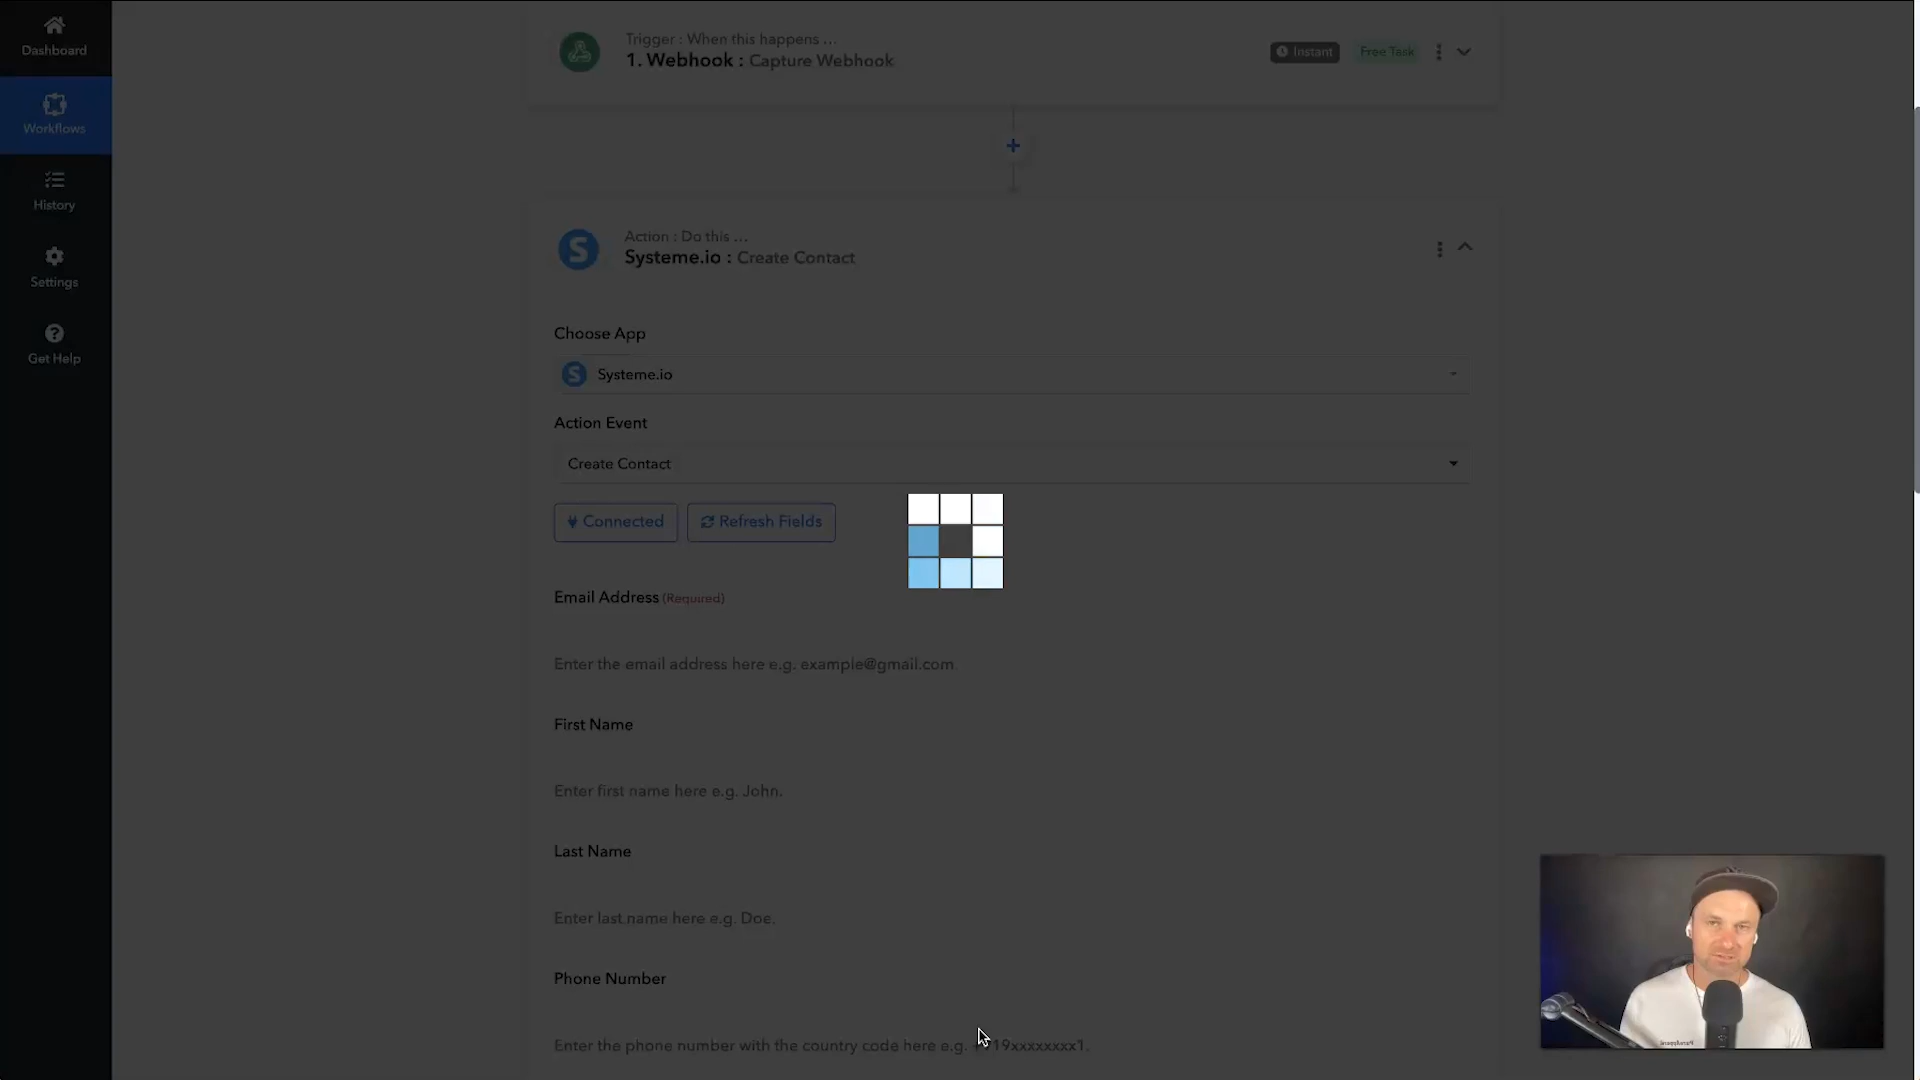 Dashboard
Workflows
History
Settings
Get Help
Trigger : When this happens ...
1. Webhook : Capture Webhook
Instant
Free Task
Action : Do this ...
Systeme.io : Create Contact
Choose App
Systeme.io
Action Event
Create Contact
Connected
Refresh Fields
Email Address (Required)
Enter the email address here e.g. example@gmail.com
First Name
Enter first name here e.g. John.
Last Name
Enter last name here e.g. Doe.
Phone Number
Enter the phone number with the country code here e.g.